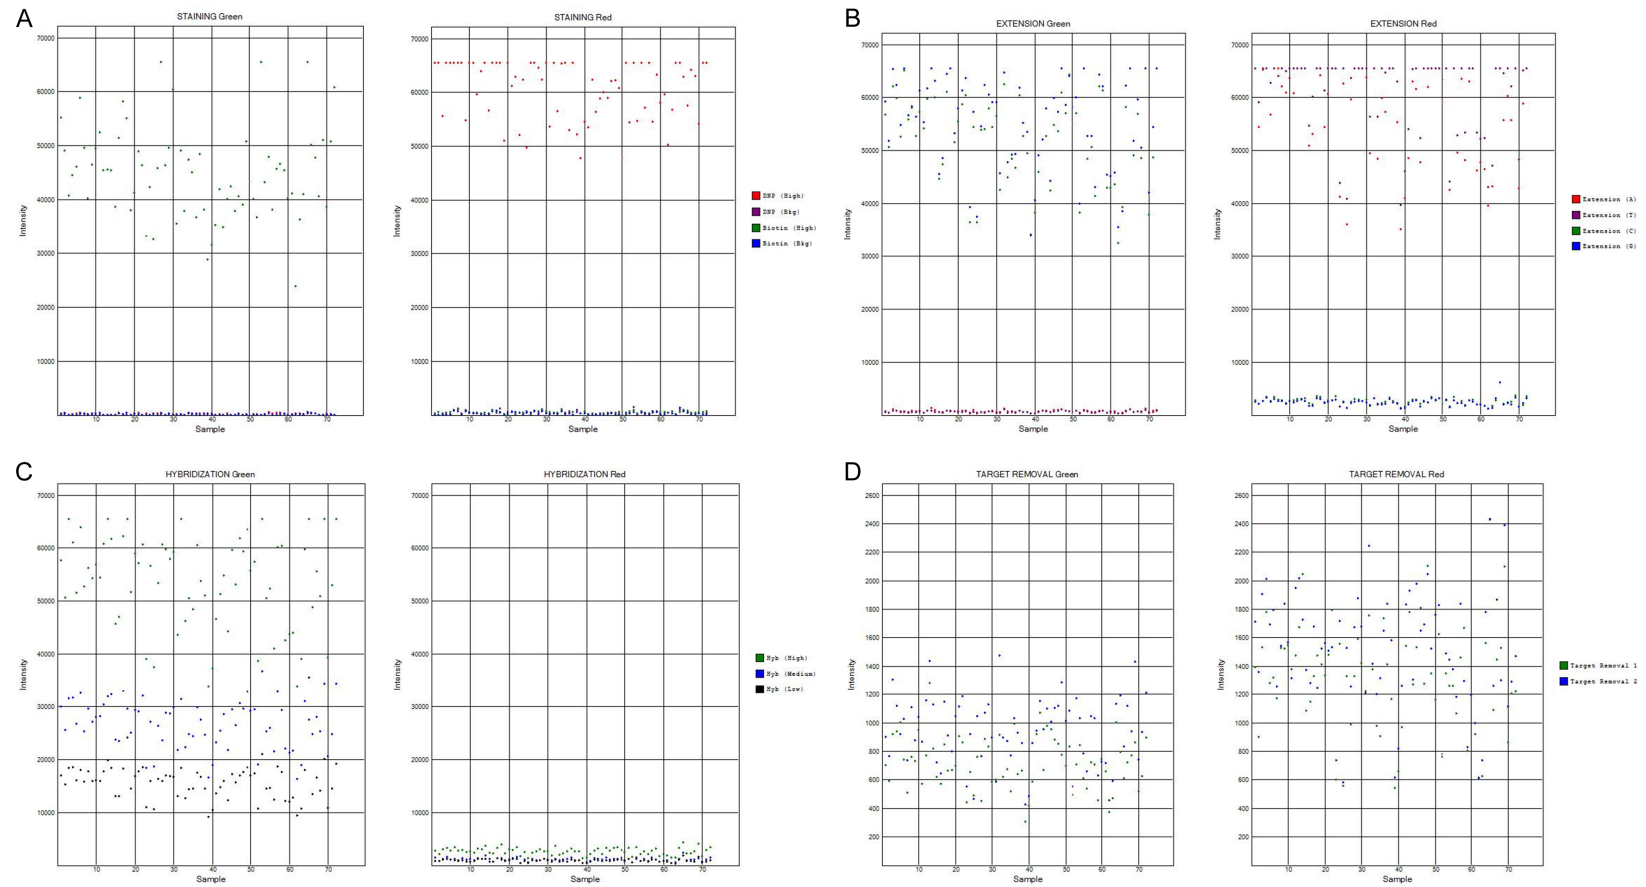 A
STAINING Green
STAINING Red
70000
60000
50000
40000
30000
20000
10000
Intensity
10 20 30 40 50 60 70
Sample
70000
60000
50000
40000
30000
20000
10000
Intensity
10 20 30 40 50 60 70
Sample
DNP (High)
DNP (Bkg)
Biotin (High)
Biotin (Bkg)
B
EXTENSION Green
EXTENSION Red
70000
60000
50000
40000
30000
20000
10000
Intensity
10 20 30 40 50 60 70
Sample
70000
60000
50000
40000
30000
20000
10000
Intensity
10 20 30 40 50 60 70
Sample
Extension (A)
Extension (T)
Extension (C)
Extension (G)
C
HYBRIDIZATION Green
HYBRIDIZATION Red
70000
60000
50000
40000
30000
20000
10000
Intensity
10 20 30 40 50 60 70
Sample
70000
60000
50000
40000
30000
20000
10000
Intensity
10 20 30 40 50 60 70
Sample
Hyb (High)
Hyb (Medium)
Hyb (Low)
D
TARGET REMOVAL Green
TARGET REMOVAL Red
2600
2400
2200
2000
1800
1600
1400
1200
1000
800
600
400
200
Intensity
10 20 30 40 50 60 70
Sample
2600
2400
2200
2000
1800
1600
1400
1200
1000
800
600
400
200
Intensity
10 20 30 40 50 60 70
Sample
Target Removal 1
Target Removal 2